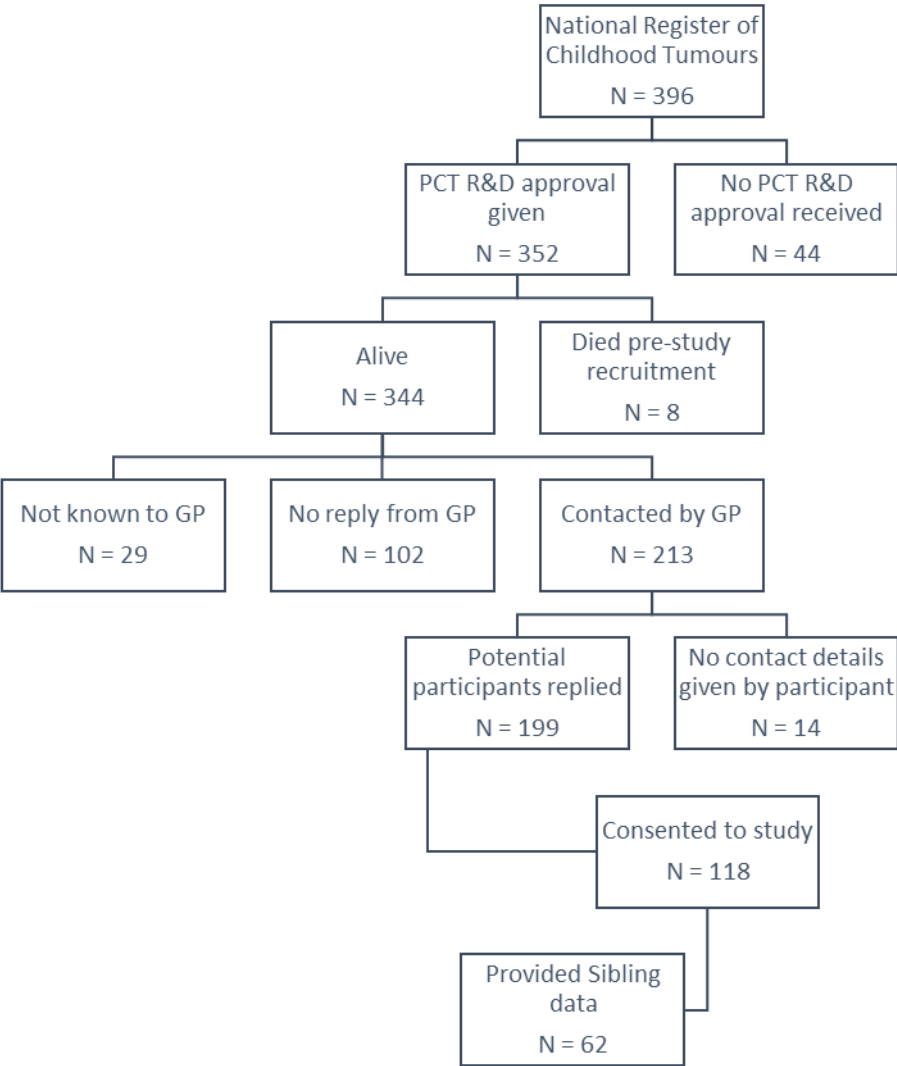 National Register of
Childhood Tumours
N = 396
PCT R&D approval
given
N = 352
No PCT R&D
approval received
N = 44
Alive
N = 344
Died pre-study
recruitment
N = 8
Not known to GP
N = 29
No reply from GP
N = 102
Contacted by GP
N = 213
Potential
participants replied
N = 199
No contact details
given by participant
N = 14
Consented to study
N = 118
Provided Sibling
data
N = 62